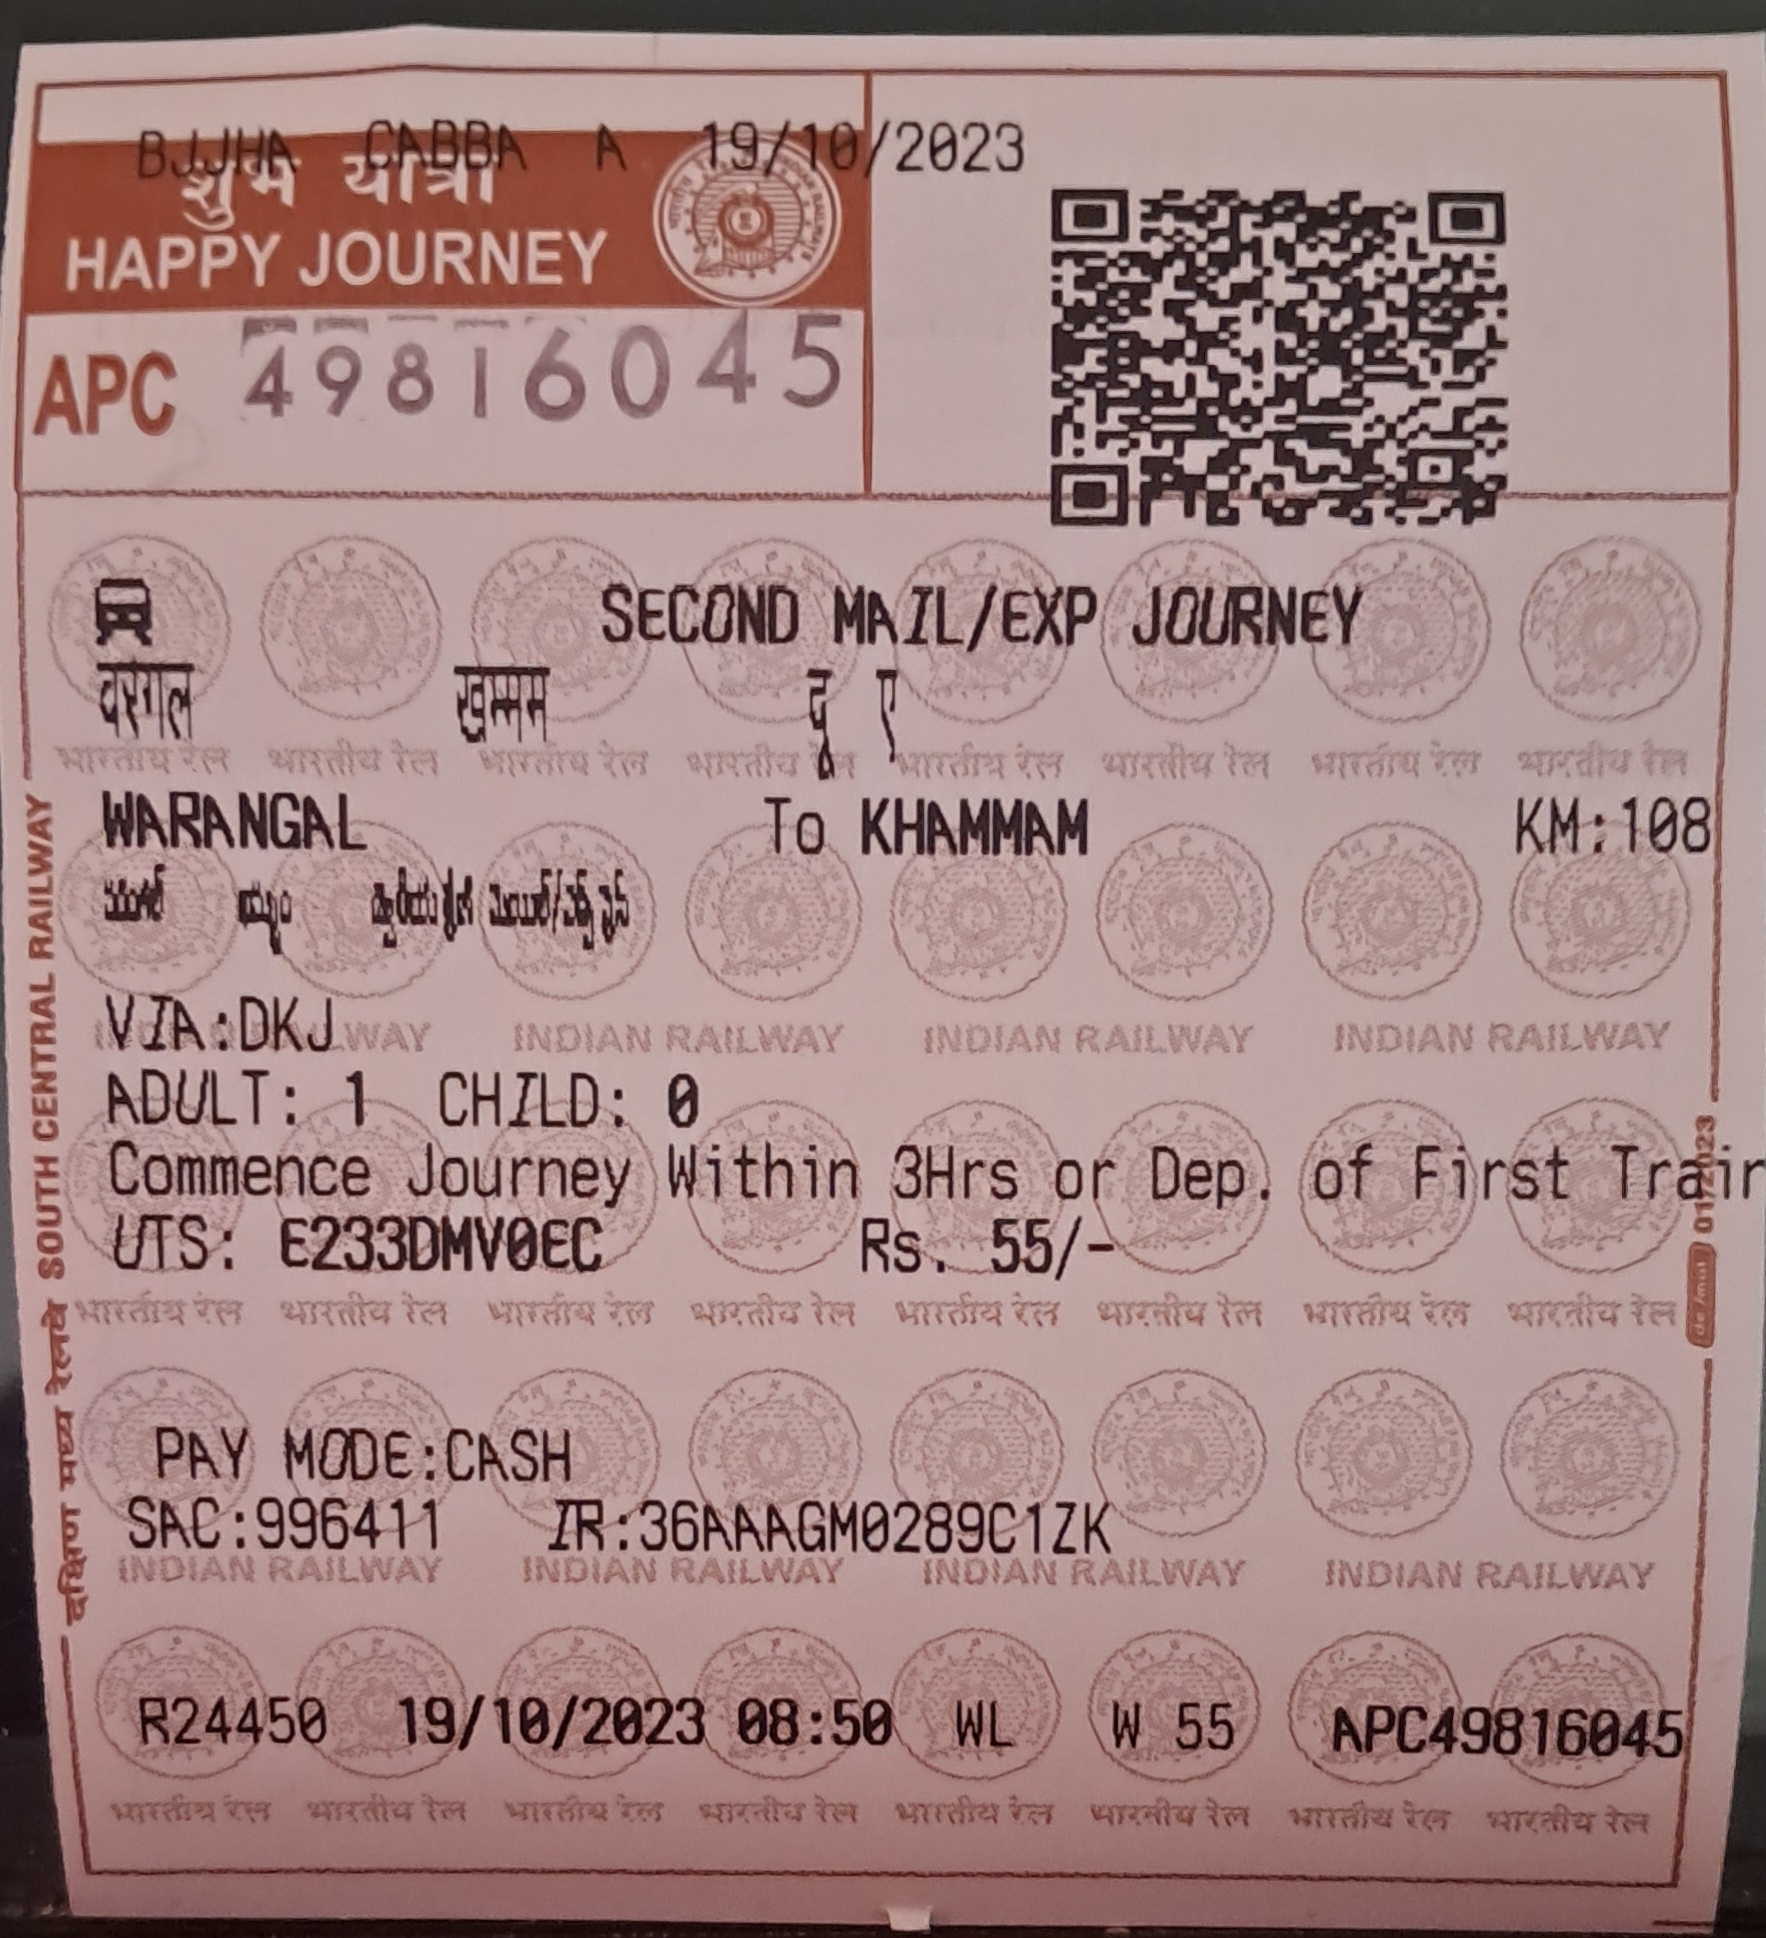 BJJHA CABBA A 19/10/2023
शुभ यात्रा
HAPPY JOURNEY
APC 49816045
SECOND MAIL/EXP JOURNEY
वरंगल खम्मम दू ए
भारतीय रेल भारतीय रेल भारतीय रेल भारतीय रेल भारतीय रेल भारतीय रेल भारतीय रेल भारतीय रेल
WARANGAL To KHAMMAM KM:108
VIA:DKJ
INDIAN RAILWAY INDIAN RAILWAY INDIAN RAILWAY INDIAN RAILWAY
ADULT: 1 CHILD: 0
Commence Journey Within 3Hrs or Dep. of First Train
UTS: E233DMV0EC Rs. 55/-
भारतीय रेल भारतीय रेल भारतीय रेल भारतीय रेल भारतीय रेल भारतीय रेल भारतीय रेल भारतीय रेल
PAY MODE:CASH
SAC:996411 IR:36AAAGM0289C1ZK
INDIAN RAILWAY INDIAN RAILWAY INDIAN RAILWAY INDIAN RAILWAY
R24450 19/10/2023 08:50 WL W 55 APC49816045
भारतीय रेल भारतीय रेल भारतीय रेल भारतीय रेल भारतीय रेल भारतीय रेल भारतीय रेल भारतीय रेल
दक्षिण मध्य रेलवे SOUTH CENTRAL RAILWAY